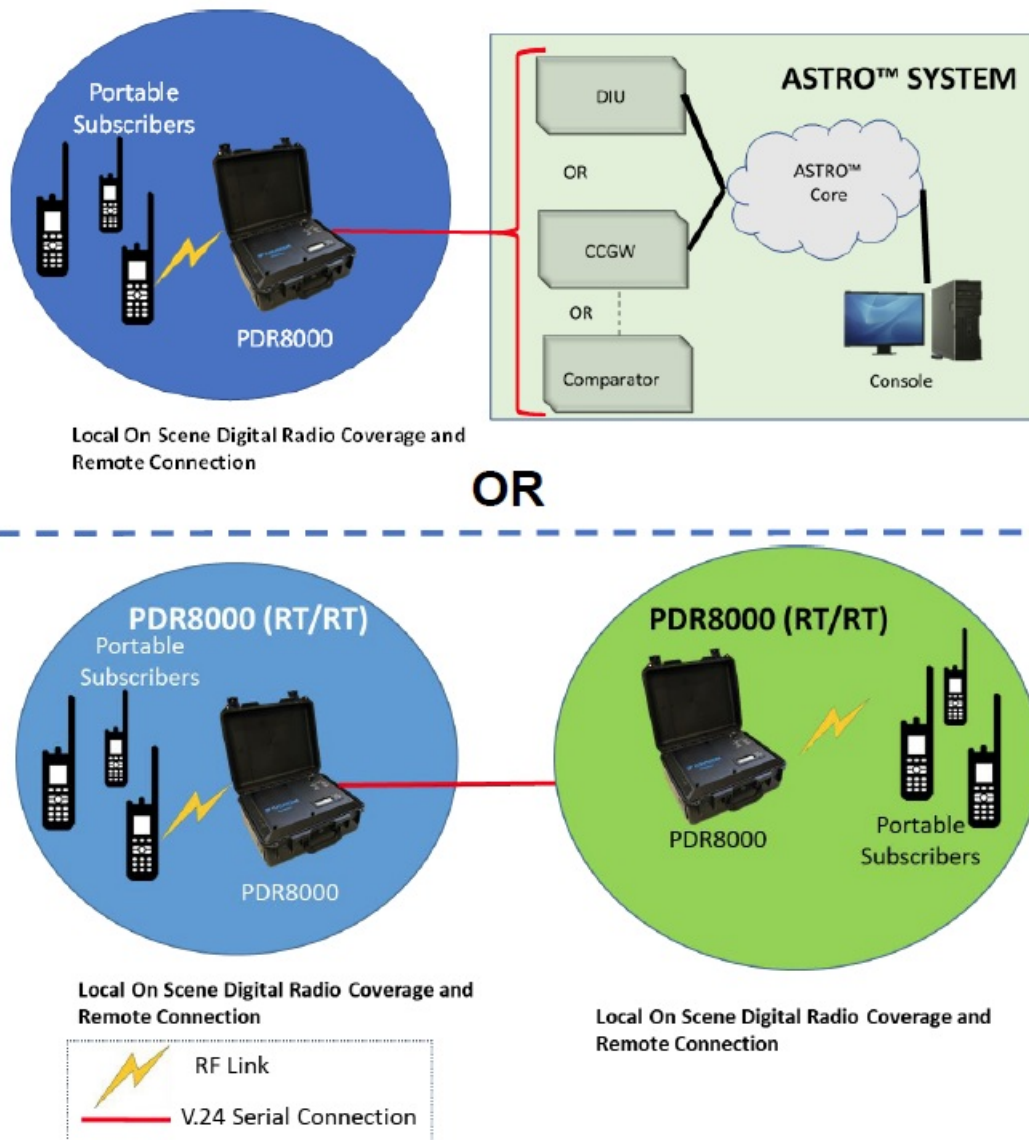 Portable
Subscribers
PDR8000
Local On Scene Digital Radio Coverage and
Remote Connection
ASTRO™ SYSTEM
DIU
OR
CCGW
OR
Comparator
ASTRO™
Core
Console
OR
PDR8000 (RT/RT)
Portable
Subscribers
PDR8000
Local On Scene Digital Radio Coverage and
Remote Connection
PDR8000 (RT/RT)
PDR8000
Portable
Subscribers
Local On Scene Digital Radio Coverage and
Remote Connection
RF Link
V.24 Serial Connection